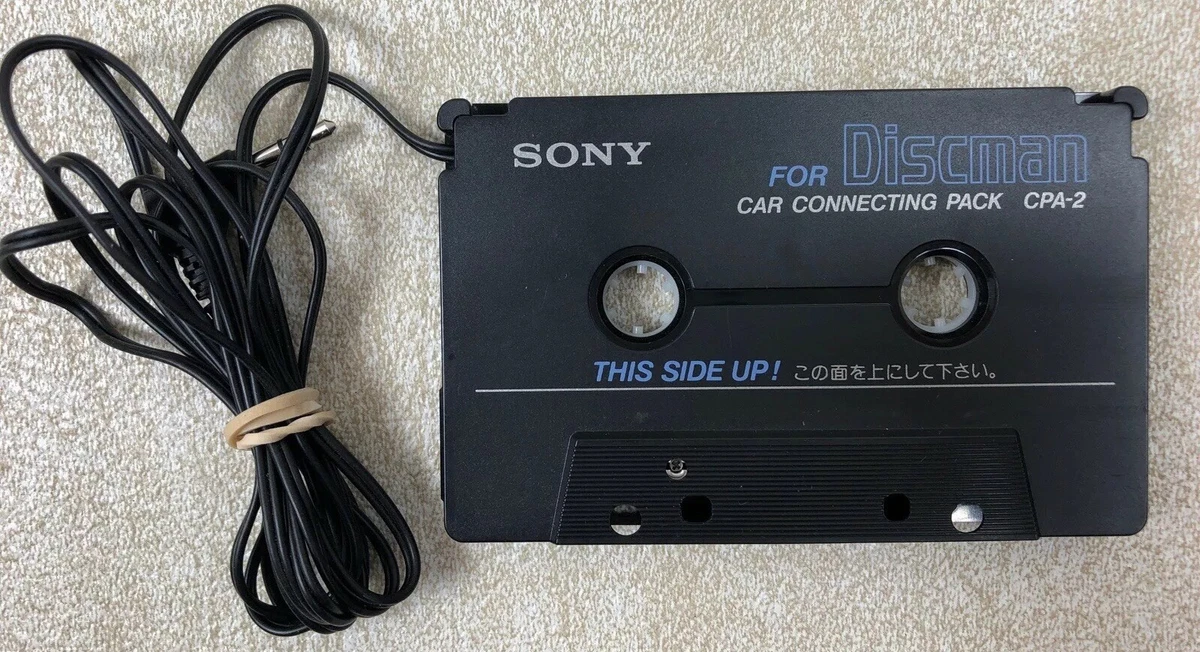 SONY
FOR Discman
CAR CONNECTING PACK CPA-2
THIS SIDE UP! この面を上にして下さい。